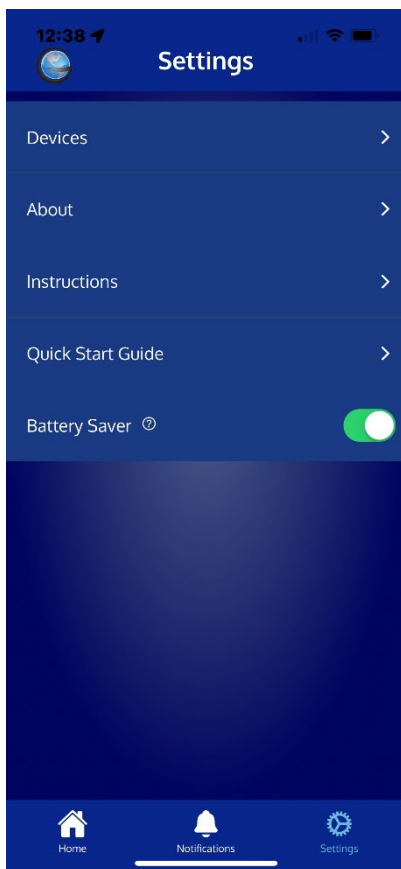 12:38
Settings
Devices
About
Instructions
Quick Start Guide
Battery Saver ?
Home
Notifications
Settings